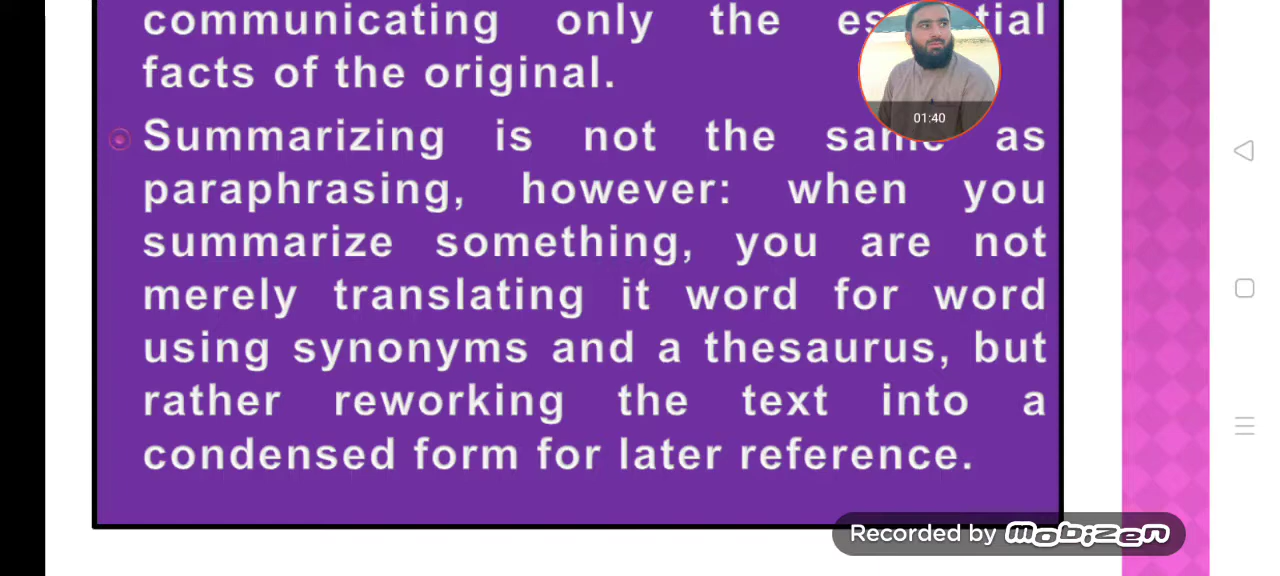 communicating only the essential
facts of the original.
01:40
Summarizing is not the same as
paraphrasing, however: when you
summarize something, you are not
merely translating it word for word
using synonyms and a thesaurus, but
rather reworking the text into a
condensed form for later reference.
Recorded by mobizen